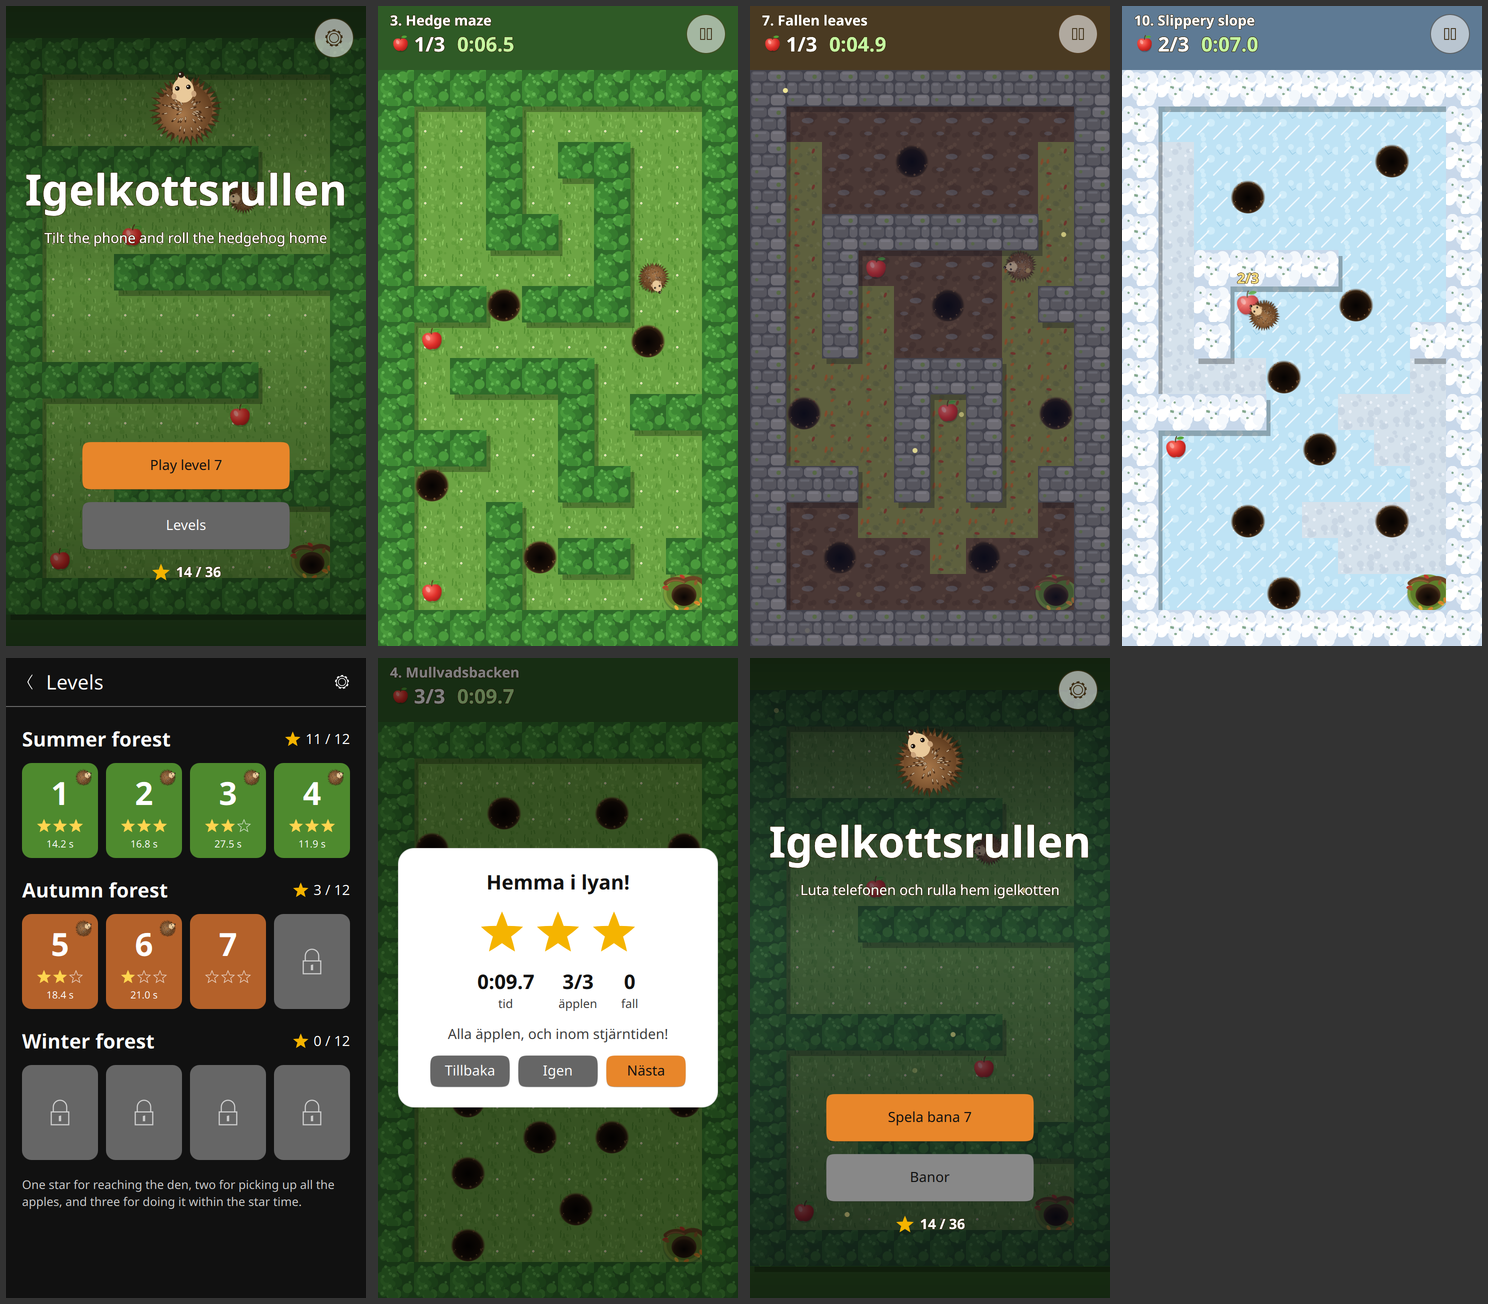 Igelkottsrullen
Tilt the phone and roll the hedgehog home
Play level 7
Levels
14 / 36
3. Hedge maze
1/3 0:06.5
7. Fallen leaves
1/3 0:04.9
10. Slippery slope
2/3 0:07.0
2/3
Levels
Summer forest 11 / 12
1 2 3 4
14.2 s 16.8 s 27.5 s 11.9 s
Autumn forest 3 / 12
5 6 7
18.4 s 21.0 s
Winter forest 0 / 12
One star for reaching the den, two for picking up all the
apples, and three for doing it within the star time.
4. Mullvadsbacken
3/3 0:09.7
Hemma i lyan!
0:09.7 3/3 0
tid äpplen fall
Alla äpplen, och inom stjärntiden!
Tillbaka Igen Nästa
Igelkottsrullen
Luta telefonen och rulla hem igelkotten
Spela bana 7
Banor
14 / 36